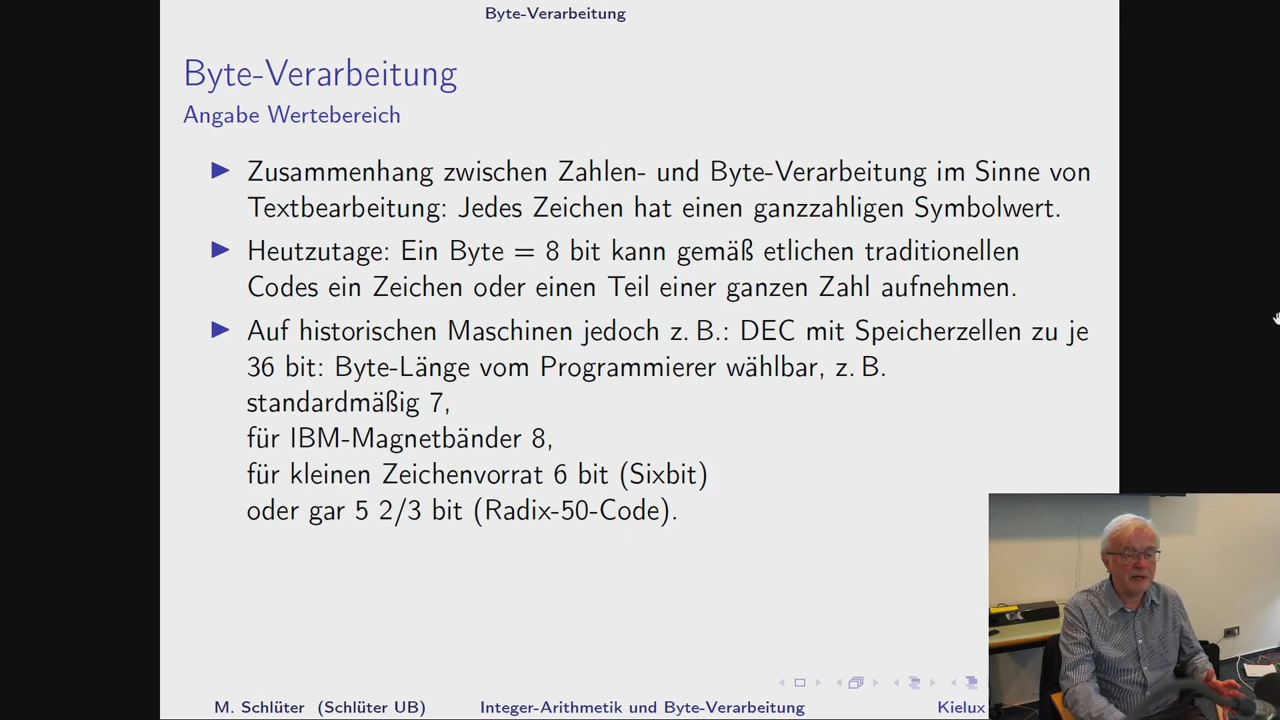 Byte-Verarbeitung
Byte-Verarbeitung
Angabe Wertebereich
Zusammenhang zwischen Zahlen- und Byte-Verarbeitung im Sinne von
Textbearbeitung: Jedes Zeichen hat einen ganzzahligen Symbolwert.
Heutzutage: Ein Byte = 8 bit kann gemäß etlichen traditionellen
Codes ein Zeichen oder einen Teil einer ganzen Zahl aufnehmen.
Auf historischen Maschinen jedoch z. B.: DEC mit Speicherzellen zu je
36 bit: Byte-Länge vom Programmierer wählbar, z. B.
standardmäßig 7,
für IBM-Magnetbänder 8,
für kleinen Zeichenvorrat 6 bit (Sixbit)
oder gar 5 2/3 bit (Radix-50-Code).
M. Schlüter (Schlüter UB) Integer-Arithmetik und Byte-Verarbeitung Kielux